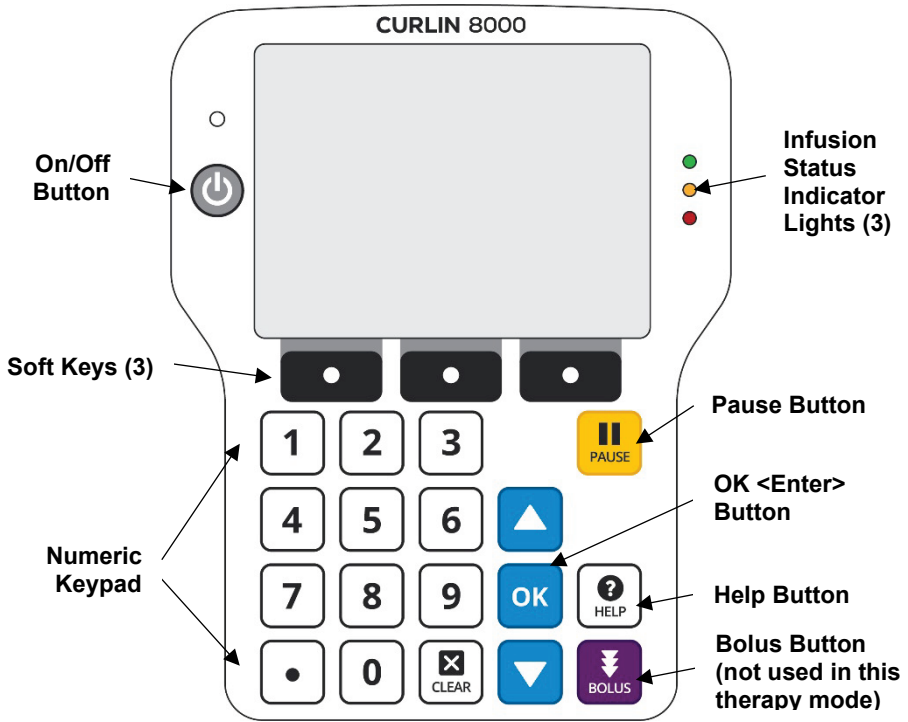 CURLIN 8000
On/Off
Button
Infusion
Status
Indicator
Lights (3)
Soft Keys (3)
1 2 3
PAUSE
Pause Button
4 5 6
OK <Enter>
Button
Numeric
Keypad
7 8 9 OK ? HELP
Help Button
• 0 X CLEAR
BOLUS
Bolus Button
(not used in this
therapy mode)